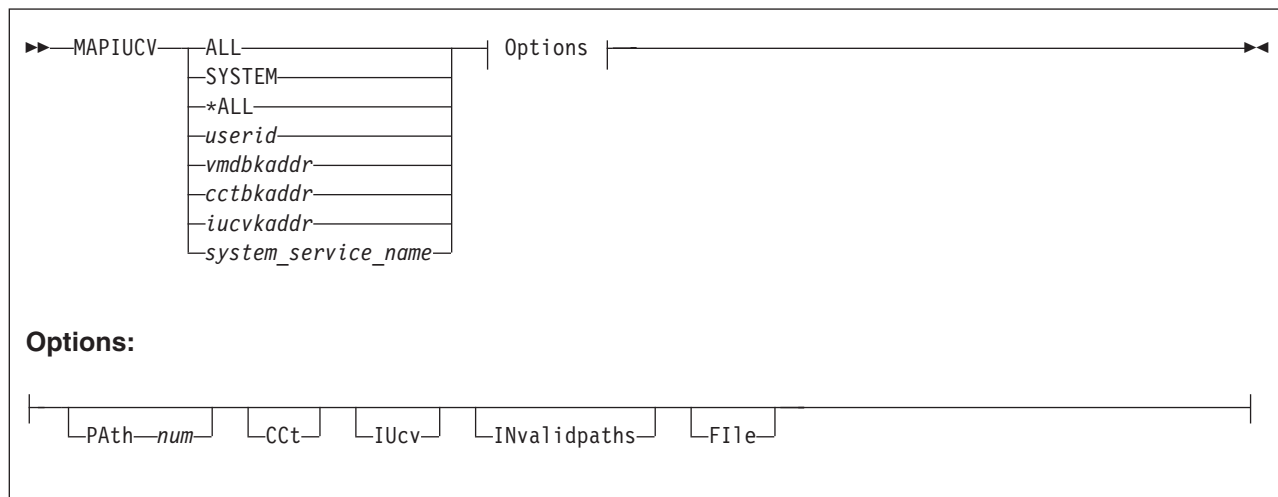 MAPIUCV ALL Options
SYSTEM
*ALL
userid
vmdbkaddr
cctbkaddr
iucvkaddr
system_service_name
Options:
PAth num CCt IUcv INvalidpaths FIle